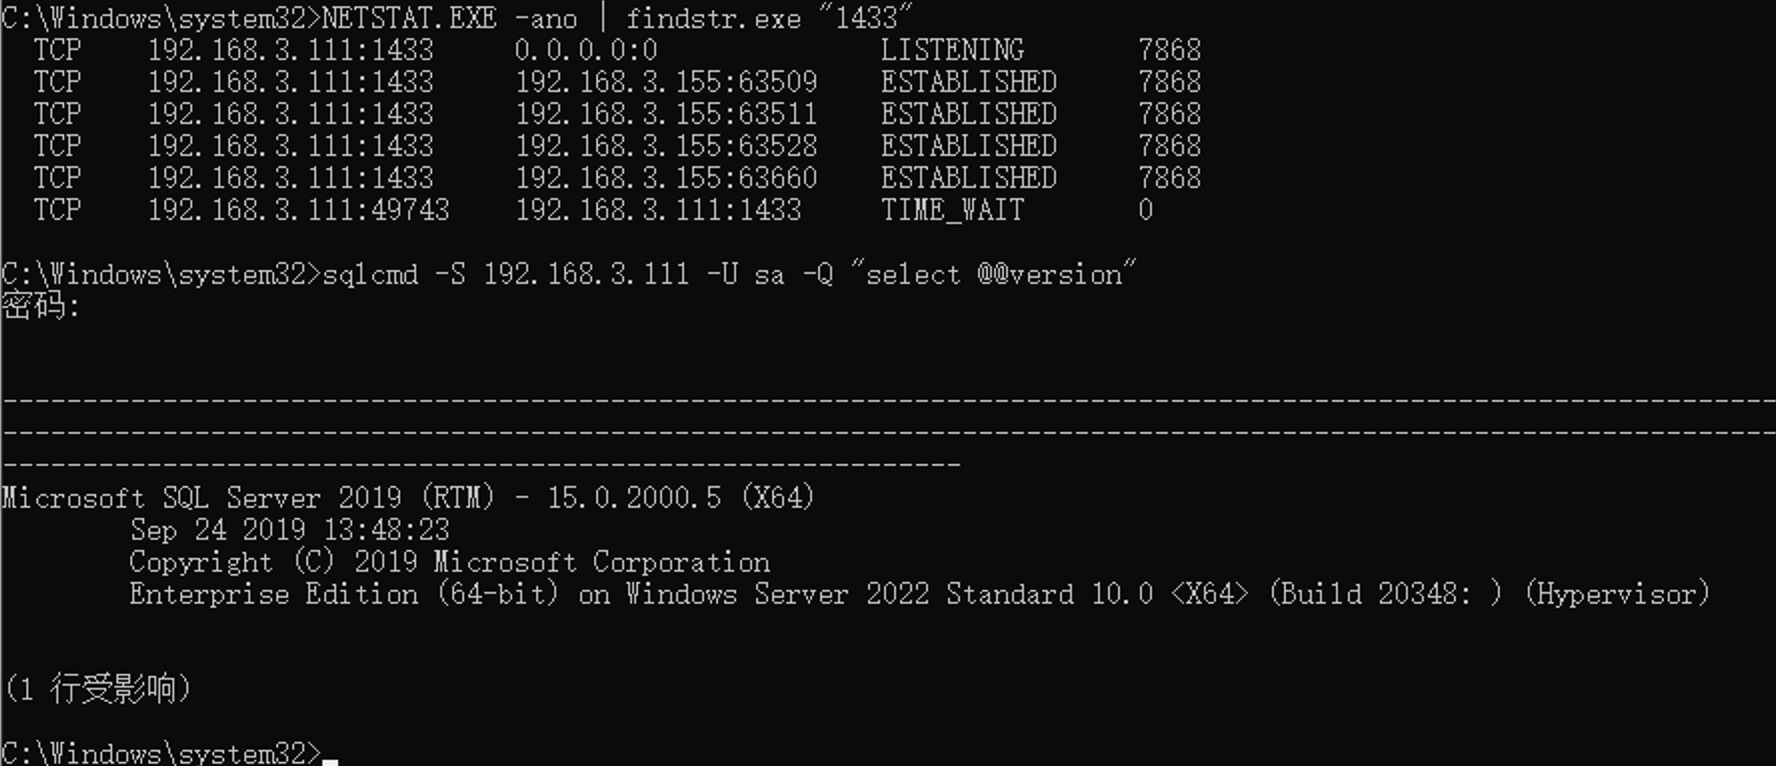 C:\Windows\system32>NETSTAT.EXE -ano | findstr.exe "1433"
TCP 192.168.3.111:1433 0.0.0.0:0 LISTENING 7868
TCP 192.168.3.111:1433 192.168.3.155:63509 ESTABLISHED 7868
TCP 192.168.3.111:1433 192.168.3.155:63511 ESTABLISHED 7868
TCP 192.168.3.111:1433 192.168.3.155:63528 ESTABLISHED 7868
TCP 192.168.3.111:1433 192.168.3.155:63660 ESTABLISHED 7868
TCP 192.168.3.111:49743 192.168.3.111:1433 TIME_WAIT 0
C:\Windows\system32>sqlcmd -S 192.168.3.111 -U sa -Q "select @@version"
密码:
---------------------------------------------------------------------------------------------------------------
---------------------------------------------------------------------------------------------------------------
------------------------------------------------------------
Microsoft SQL Server 2019 (RTM) - 15.0.2000.5 (X64)
Sep 24 2019 13:48:23
Copyright (C) 2019 Microsoft Corporation
Enterprise Edition (64-bit) on Windows Server 2022 Standard 10.0 <X64> (Build 20348: ) (Hypervisor)
(1 行受影响)
C:\Windows\system32>